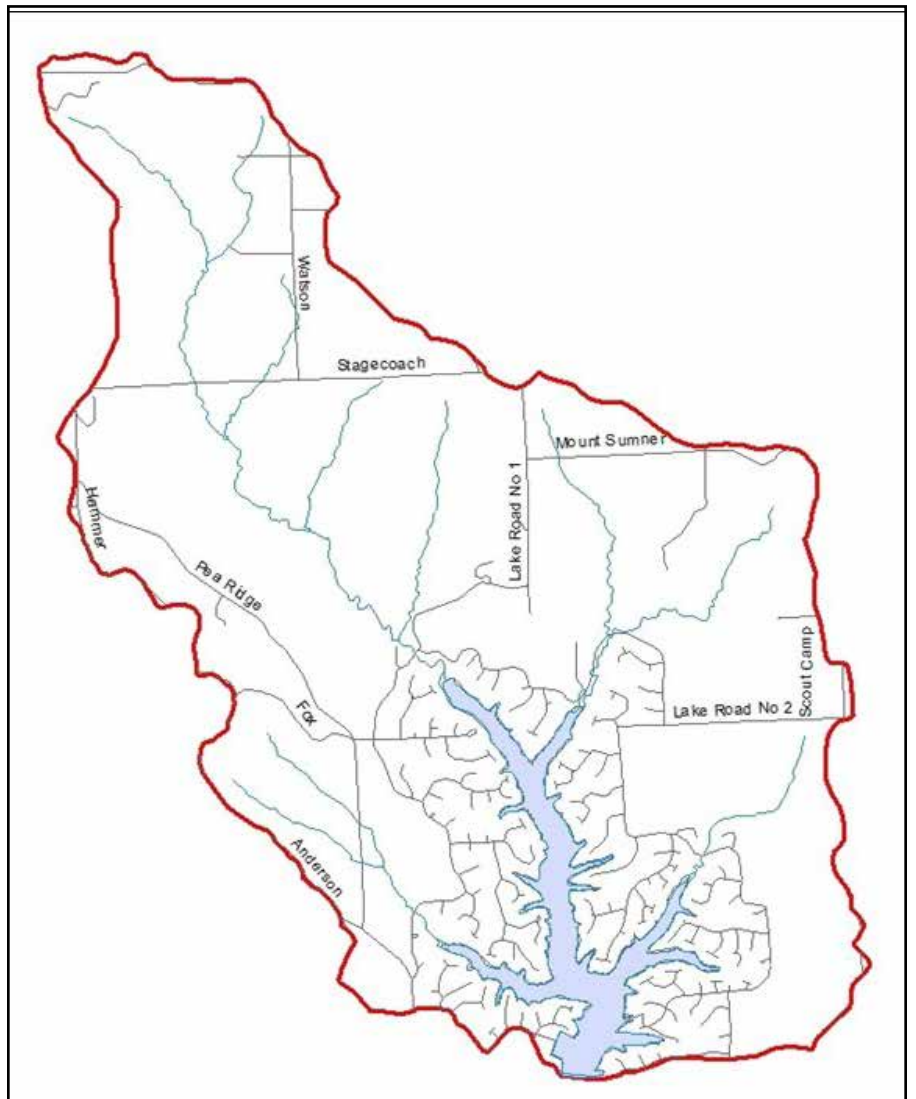 Watson
Stagecoach
Mount Sumner
Lake Road No 1
Hammer
Pea Ridge
Scout Camp
Fox
Lake Road No 2
Anderson